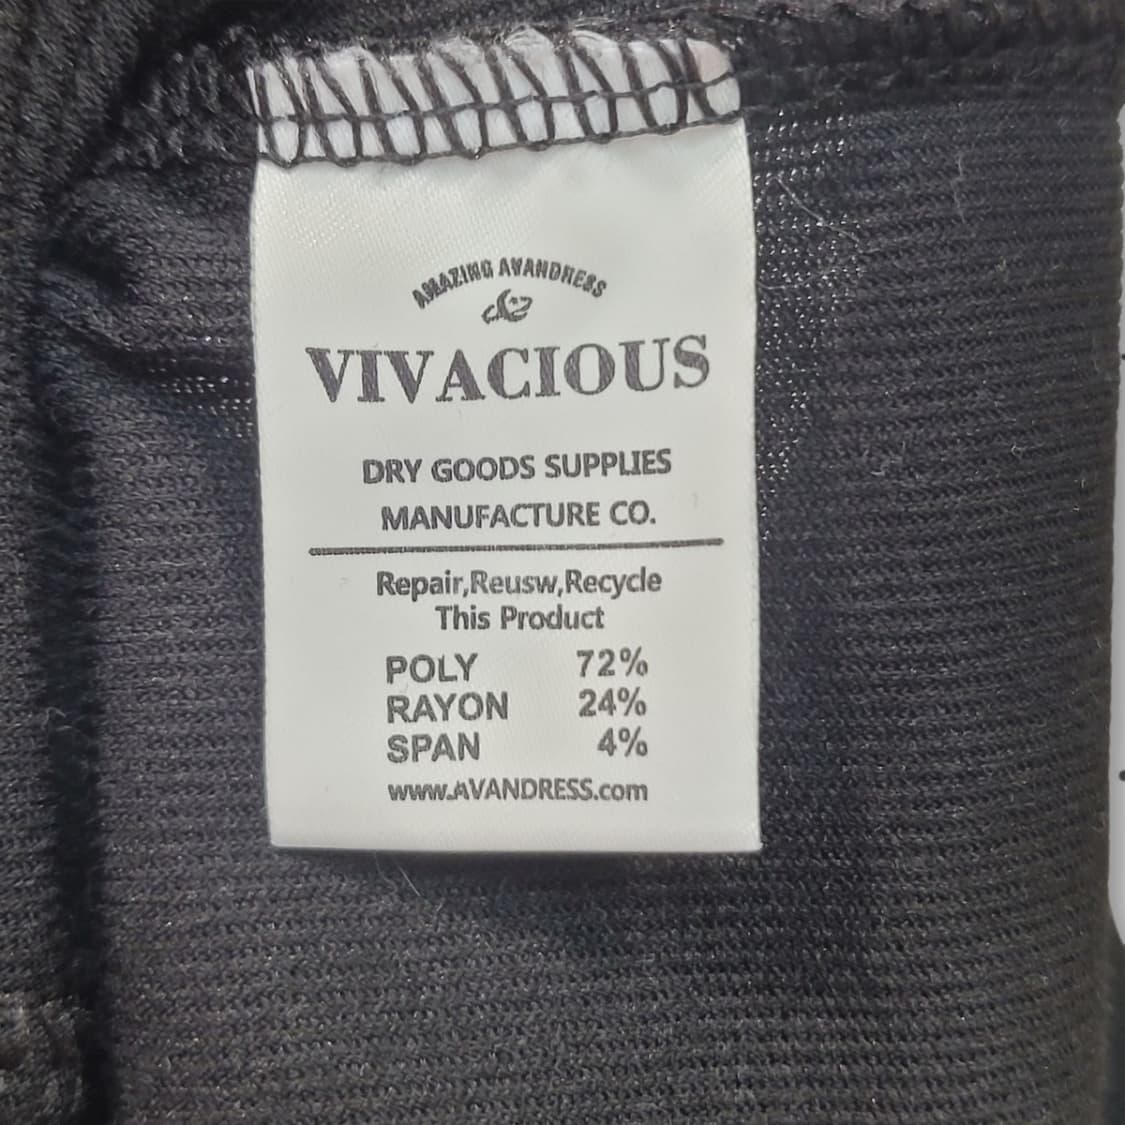 AMAZING AVANDRESS
&
VIVACIOUS
DRY GOODS SUPPLIES
MANUFACTURE CO.
Repair,Reusw,Recycle
This Product
POLY 72%
RAYON 24%
SPAN 4%
www.AVANDRESS.com